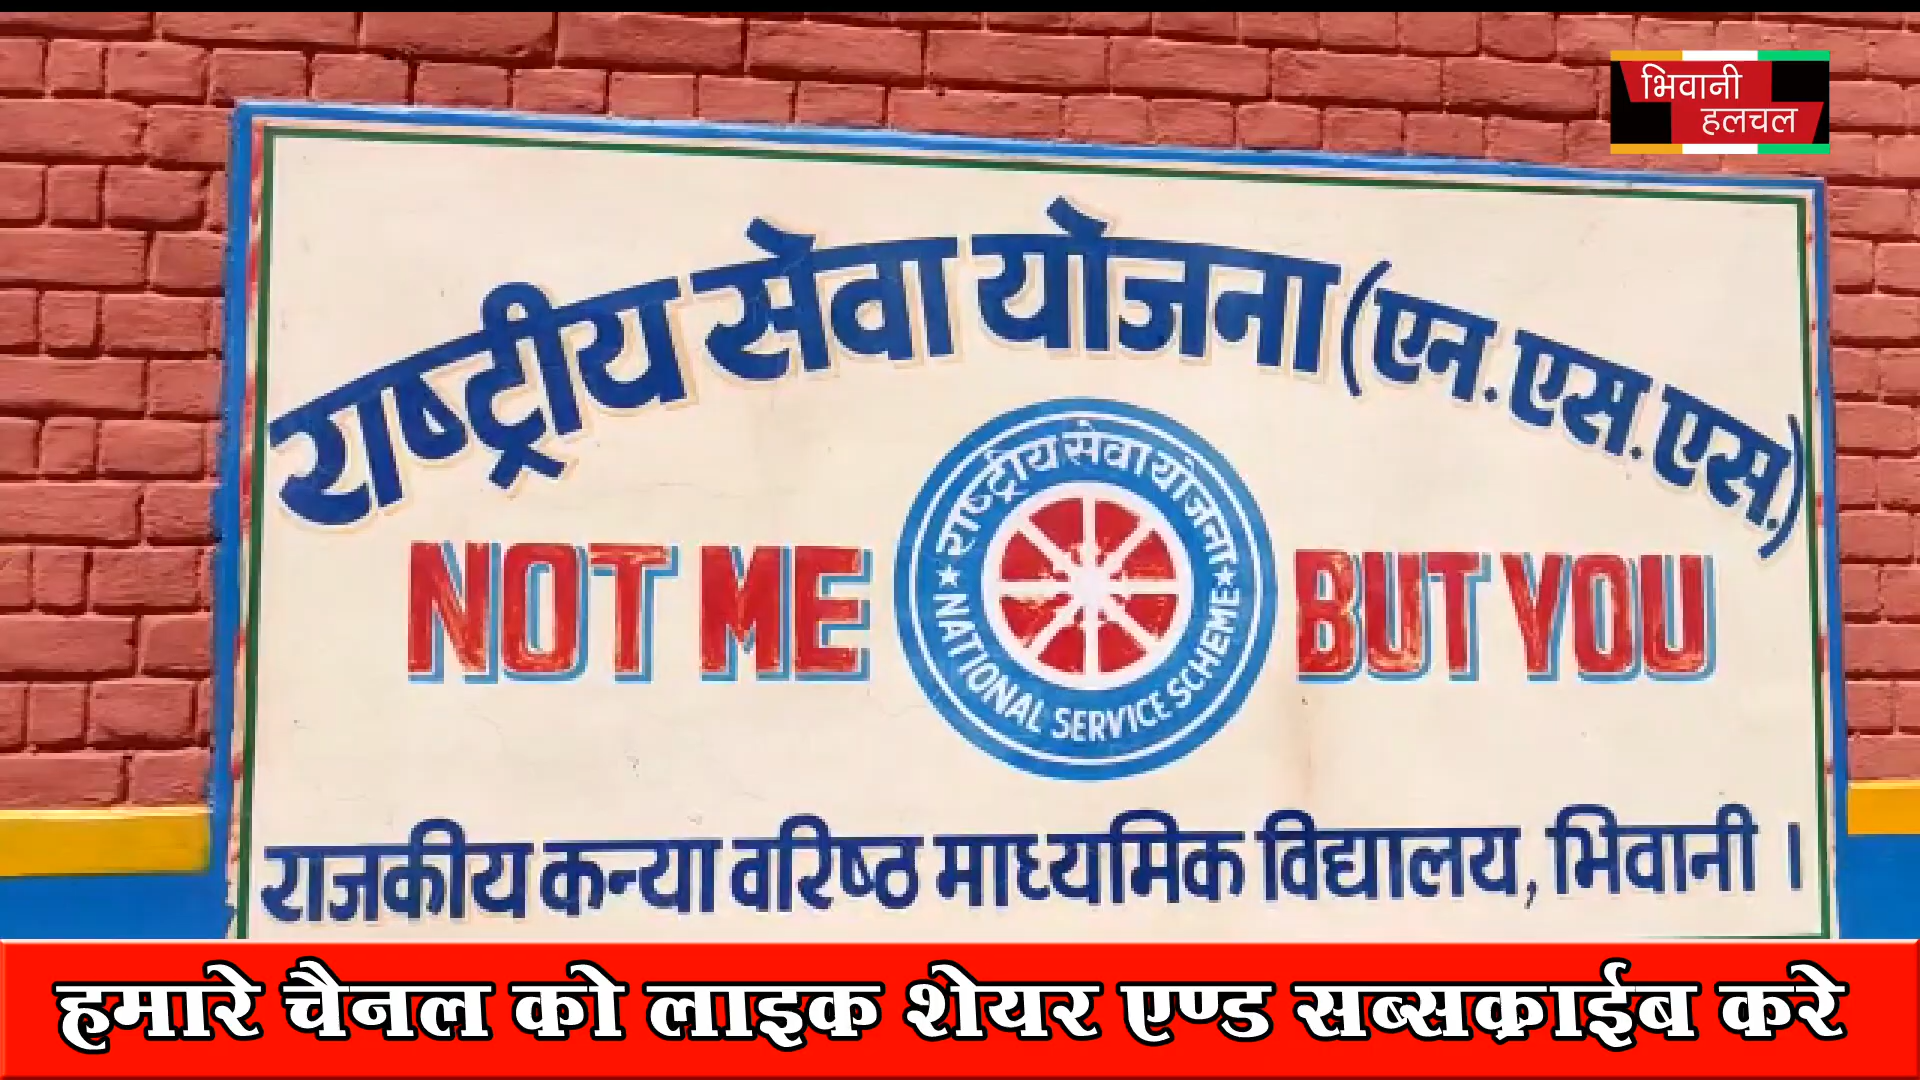 भिवानी
हलचल
राष्ट्रीय सेवा योजना (एन.एस.एस.)
NOT ME
राष्ट्रीय सेवा योजना
★ NATIONAL SERVICE SCHEME ★
BUT YOU
राजकीय कन्या वरिष्ठ माध्यमिक विद्यालय, भिवानी ।
हमारे चैनल को लाइक शेयर एण्ड सब्सक्राईब करे